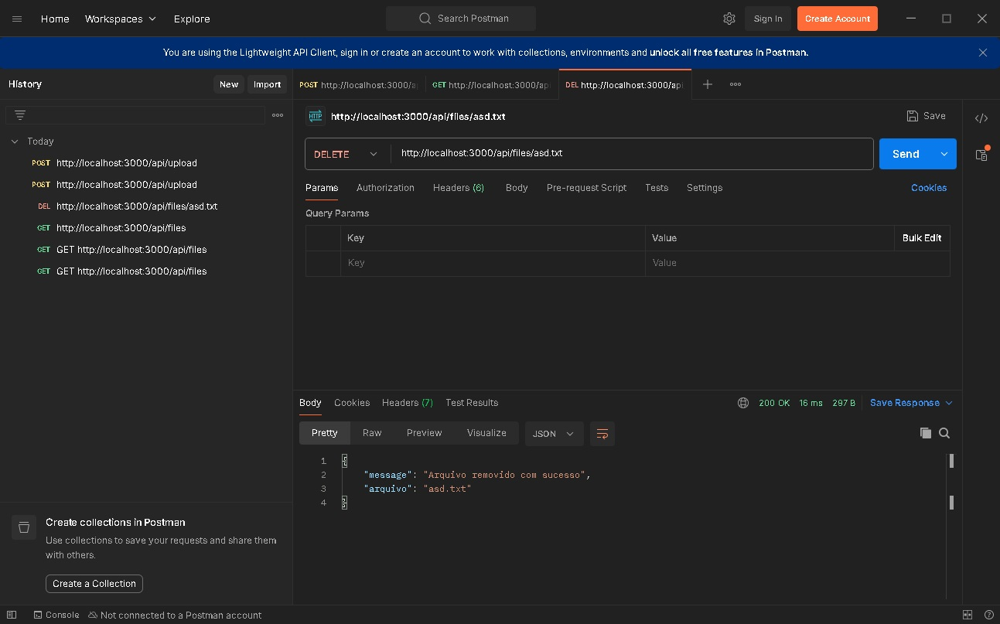 Home Workspaces Explore Search Postman Sign In Create Account
You are using the Lightweight API Client, sign in or create an account to work with collections, environments and unlock all free features in Postman.
History New Import
POST http://localhost:3000/a GET http://localhost:3000/ap DEL http://localhost:3000/ap
HTTP http://localhost:3000/api/files/asd.txt Save
Today
POST http://localhost:3000/api/upload
POST http://localhost:3000/api/upload
DEL http://localhost:3000/api/files/asd.txt
GET http://localhost:3000/api/files
GET GET http://localhost:3000/api/files
GET GET http://localhost:3000/api/files
DELETE http://localhost:3000/api/files/asd.txt Send
Params Authorization Headers (6) Body Pre-request Script Tests Settings Cookies
Query Params
Key Value Bulk Edit
Key Value
Body Cookies Headers (7) Test Results 200 OK 16 ms 297 B Save Response
Pretty Raw Preview Visualize JSON
1 {
2 "message": "Arquivo removido com sucesso",
3 "arquivo": "asd.txt"
4 }
Create collections in Postman
Use collections to save your requests and share them
with others.
Create a Collection
Console Not connected to a Postman account